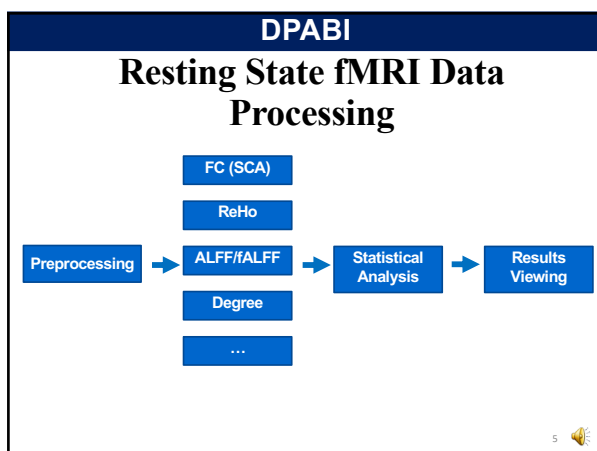 DPABI
Resting State fMRI Data
Processing
FC (SCA)
ReHo
Preprocessing
ALFF/fALFF
Statistical
Analysis
Results
Viewing
Degree
…
5